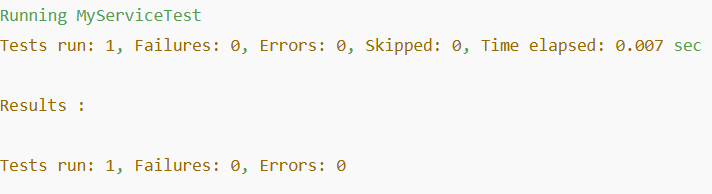 Running MyServiceTest
Tests run: 1, Failures: 0, Errors: 0, Skipped: 0, Time elapsed: 0.007 sec
Results :
Tests run: 1, Failures: 0, Errors: 0